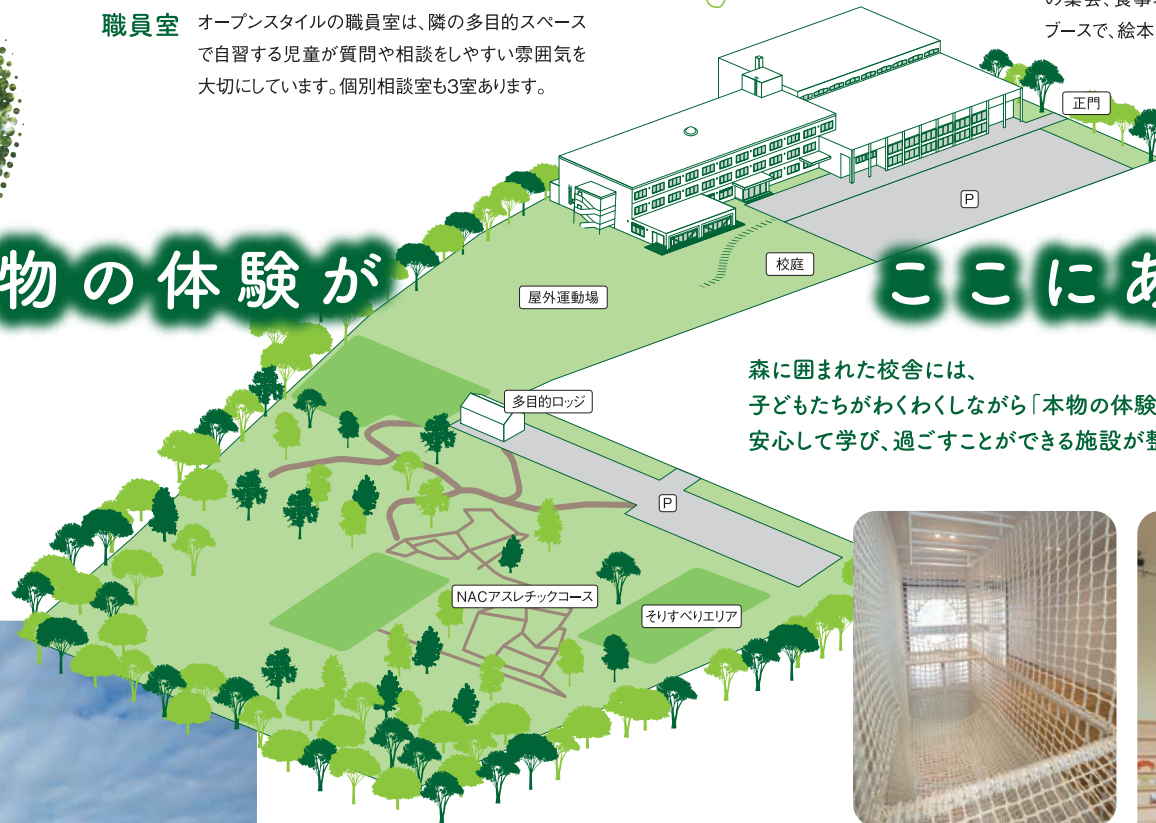 職員室
オープンスタイルの職員室は、隣の多目的スペース
で自習する児童が質問や相談をしやすい雰囲気を
大切にしています。個別相談室も3室あります。
ブースで、絵本
正門
P
校庭
屋外運動場
物の体験が
ここにあ
森に囲まれた校舎には、
子どもたちがわくわくしながら「本物の体験
安心して学び、過ごすことができる施設が整
多目的ロッジ
P
NACアスレチックコース
そりすべりエリア